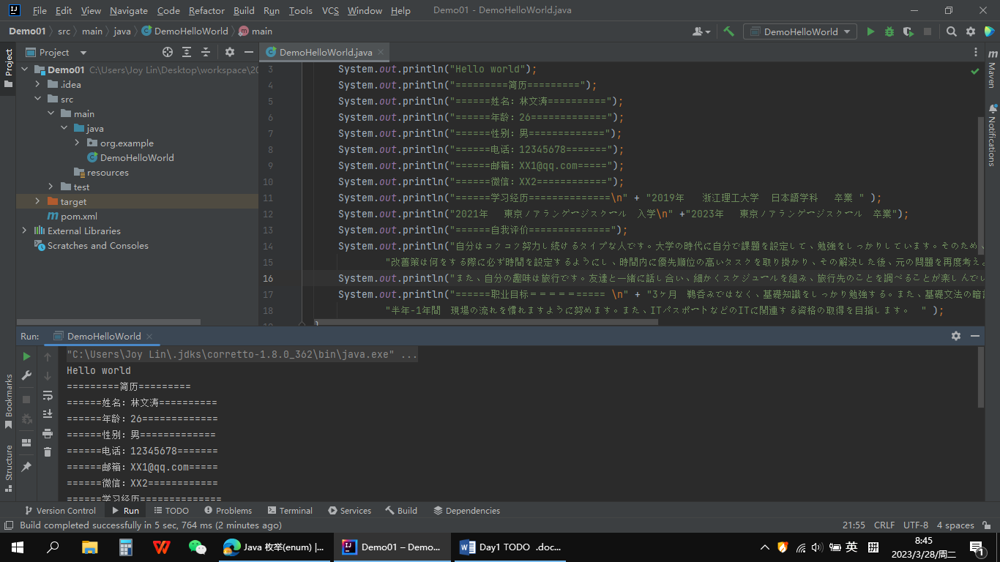 File Edit View Navigate Code Refactor Build Run Tools VCS Window Help Demo01 - DemoHelloWorld.java
Demo01 src main java DemoHelloWorld main DemoHelloWorld
Project DemoHelloWorld.java
Demo01 C:\Users\Joy Lin\Desktop\workspace\20
.idea
src
main
java
org.example
DemoHelloWorld
resources
test
target
pom.xml
External Libraries
Scratches and Consoles
3 System.out.println("Hello world");
4 System.out.println("=========简历=========");
5 System.out.println("======姓名：林文涛==========");
6 System.out.println("======年龄：26=============");
7 System.out.println("======性别：男=============");
8 System.out.println("======电话：12345678=======");
9 System.out.println("======邮箱：XX1@qq.com=====");
10 System.out.println("======微信：XX2============");
11 System.out.println("======学习经历==============\n" + "2019年 浙江理工大学 日本語学科 卒業 " );
12 System.out.println("2021年 東京ノアランゲージスクール 入学\n" +"2023年 東京ノアランゲージスクール 卒業");
13 System.out.println("======自我评价==============");
14 System.out.println("自分はコツコツ努力し続けるタイプな人です。大学の時代に自分で課題を設定して、勉強をしっかりしています。そのため、
15 "改善策は何をする際に必ず時間を設定するようにし、時間内に優先順位の高いタスクを取り掛かり、その解決した後、元の問題を再度考え
16 System.out.println("また、自分の趣味は旅行です。友達と一緒に話し合い、細かくスケジュールを組み、旅行先のことを調べることが楽しんでい
17 System.out.println("======职业目标＝＝＝＝＝===== \n" + "3ヶ月 鵜呑みではなく、基礎知識をしっかり勉強する。また、基礎文法の暗
18 "半年-1年間 現場の流れを慣れますように努めます。また、ITパスポートなどのITに関連する資格の取得を目指します。 " );
Run: DemoHelloWorld
"C:\Users\Joy Lin\.jdks\corretto-1.8.0_362\bin\java.exe" ...
Hello world
=========简历=========
======姓名：林文涛==========
======年龄：26=============
======性别：男=============
======电话：12345678=======
======邮箱：XX1@qq.com=====
======微信：XX2============
======学习经历==============
Project
Bookmarks
Structure
Maven
Notifications
Version Control Run TODO Problems Terminal Services Build Dependencies
Build completed successfully in 5 sec, 764 ms (2 minutes ago) 21:55 CRLF UTF-8 4 spaces
Java 枚举(enum) |... Demo01 – Demo... Day1 TODO .doc... 英 拼 8:45
2023/3/28/周二 1